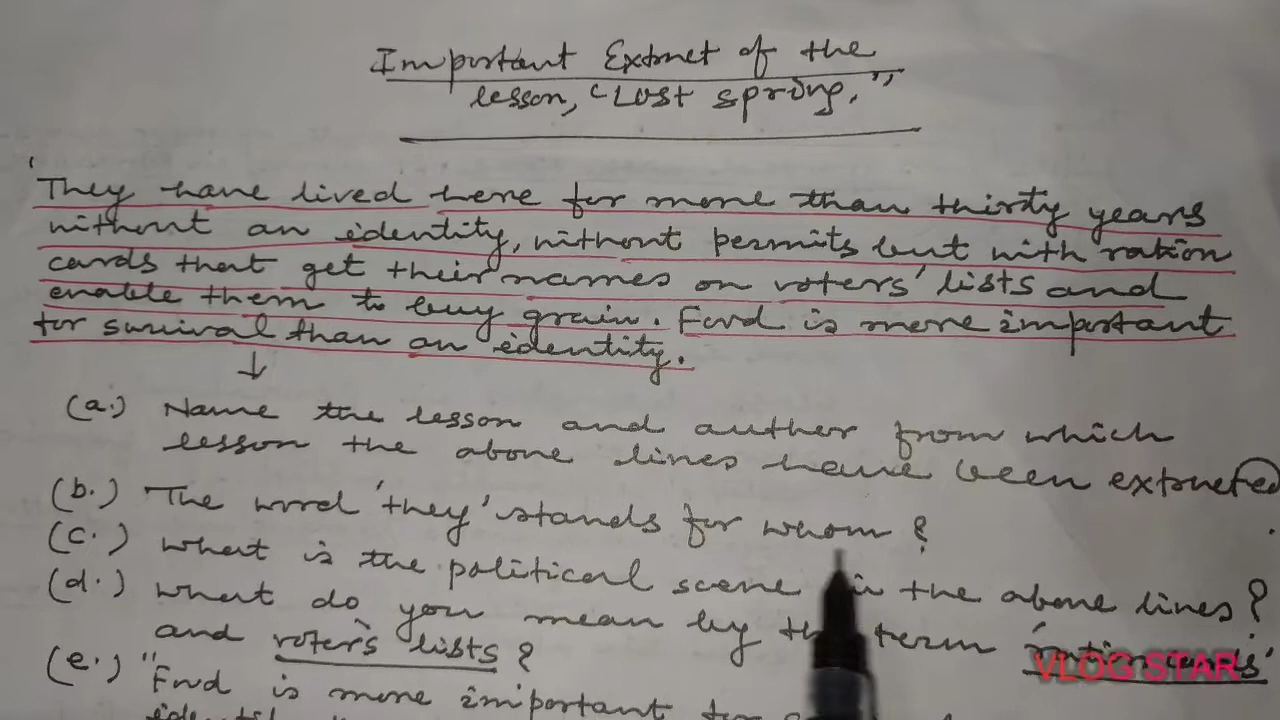 Important Extract of the
lesson, "Lost spring."
'They have lived here for more than thirty years
without an identity, without permits but with ration
cards that get their names on voters' lists and
enable them to buy grain. Food is more important
for survival than an identity.
(a.) Name the lesson and auther from which
lesson the above lines have been extracted
(b.) The word 'they' stands for whom?
(c.) What is the political scene in the above lines?
(d.) What do you mean by the term 'ration cards'
and voter's lists?
(e.) "Food is more important for
VLOG STAR